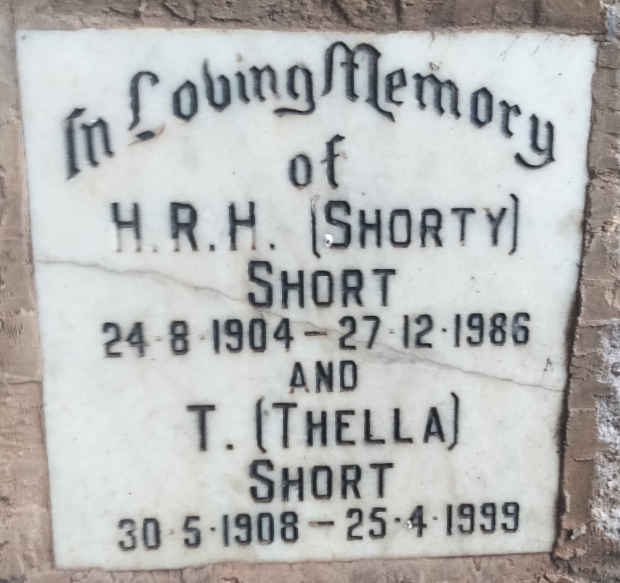 In Loving Memory
of
H.R.H. (SHORTY)
SHORT
24·8·1904 – 27·12·1986
AND
T. (THELLA)
SHORT
30·5·1908 – 25·4·1999